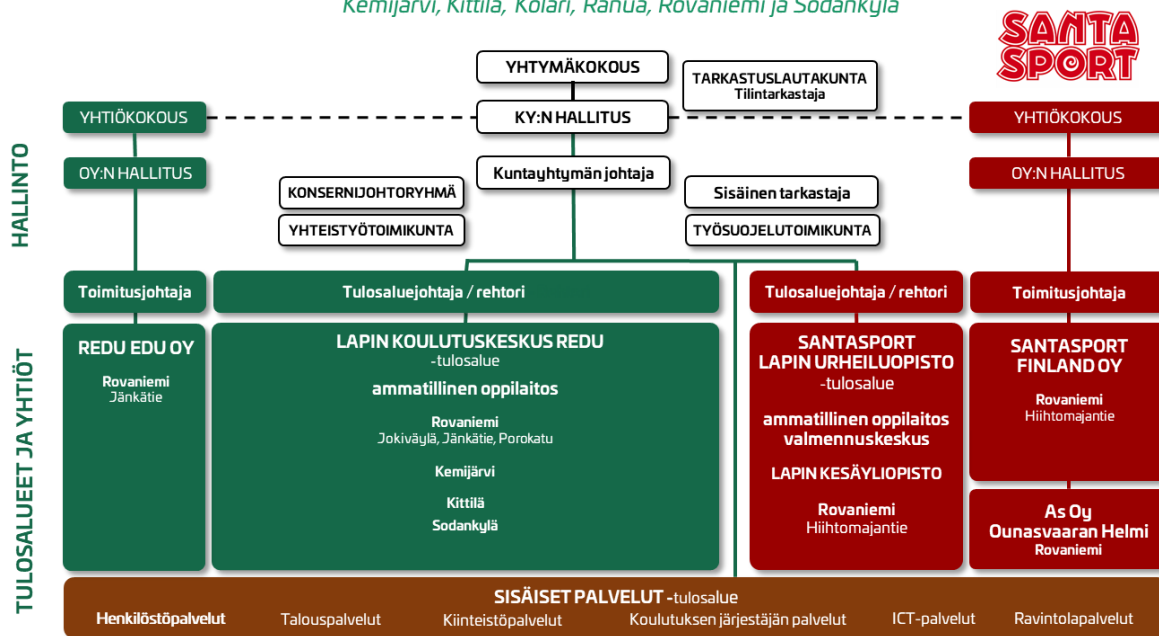 Kemijärvi, Kittilä, Kolari, Ranua, Rovaniemi ja Sodankylä
SANTA
SPORT
YHTYMÄKOKOUS
TARKASTUSLAUTAKUNTA
Tilintarkastaja
YHTIÖKOKOUS
KY:N HALLITUS
YHTIÖKOKOUS
HALLINTO
OY:N HALLITUS
Kuntayhtymän johtaja
OY:N HALLITUS
KONSERNIJOHTORYHMÄ
Sisäinen tarkastaja
YHTEISTYÖTOIMIKUNTA
TYÖSUOJELUTOIMIKUNTA
Toimitusjohtaja
Tulosaluejohtaja / rehtori
Tulosaluejohtaja / rehtori
Toimitusjohtaja
TULOSALUEET JA YHTIÖT
REDU EDU OY
Rovaniemi
Jänkätie
LAPIN KOULUTUSKESKUS REDU
-tulosalue
ammatillinen oppilaitos
Rovaniemi
Jokiväylä, Jänkätie, Porokatu
Kemijärvi
Kittilä
Sodankylä
SANTASPORT
LAPIN URHEILUOPISTO
-tulosalue
ammatillinen oppilaitos
valmennuskeskus
LAPIN KESÄYLIOPISTO
Rovaniemi
Hiihtomajantie
SANTASPORT
FINLAND OY
Rovaniemi
Hiihtomajantie
As Oy
Ounasvaaran Helmi
Rovaniemi
SISÄISET PALVELUT -tulosalue
Henkilöstöpalvelut Talouspalvelut Kiinteistöpalvelut Koulutuksen järjestäjän palvelut ICT-palvelut Ravintolapalvelut